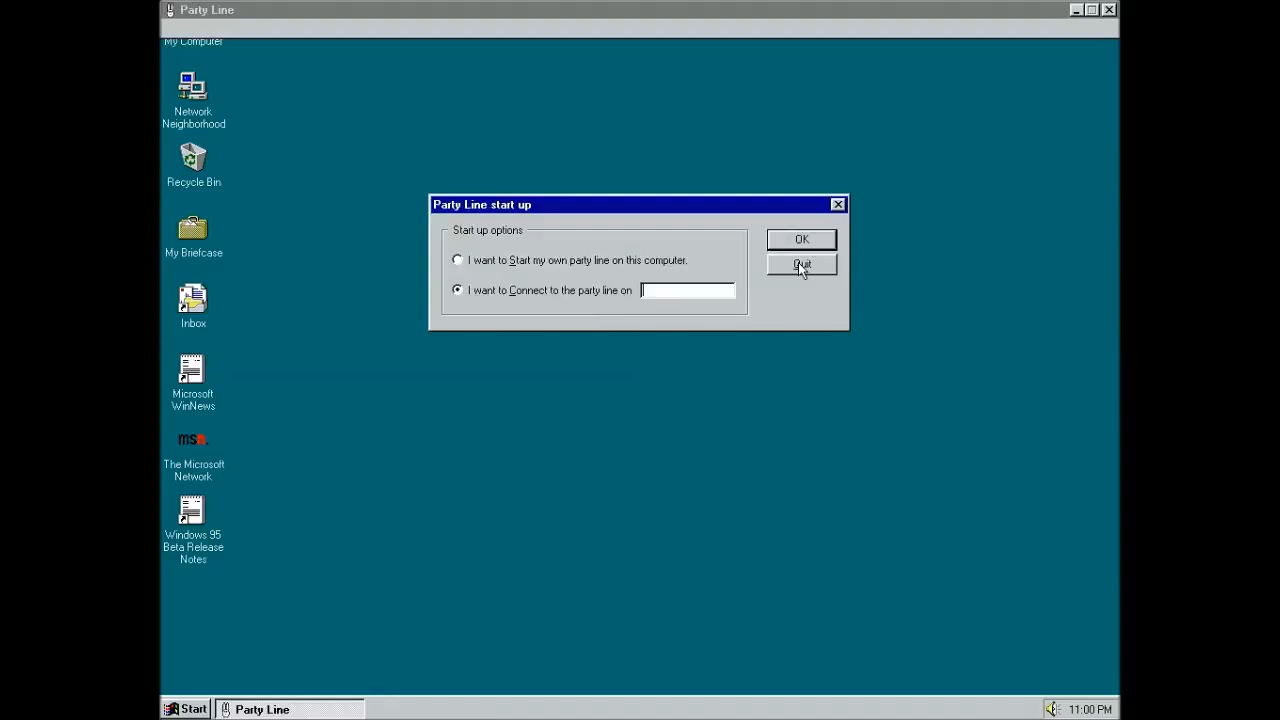 Party Line
My Computer
Network
Neighborhood
Recycle Bin
My Briefcase
Inbox
Microsoft
WinNews
msn.
The Microsoft
Network
Windows 95
Beta Release
Notes
Party Line start up
Start up options
I want to Start my own party line on this computer.
I want to Connect to the party line on
OK
Quit
Start
Party Line
11:00 PM